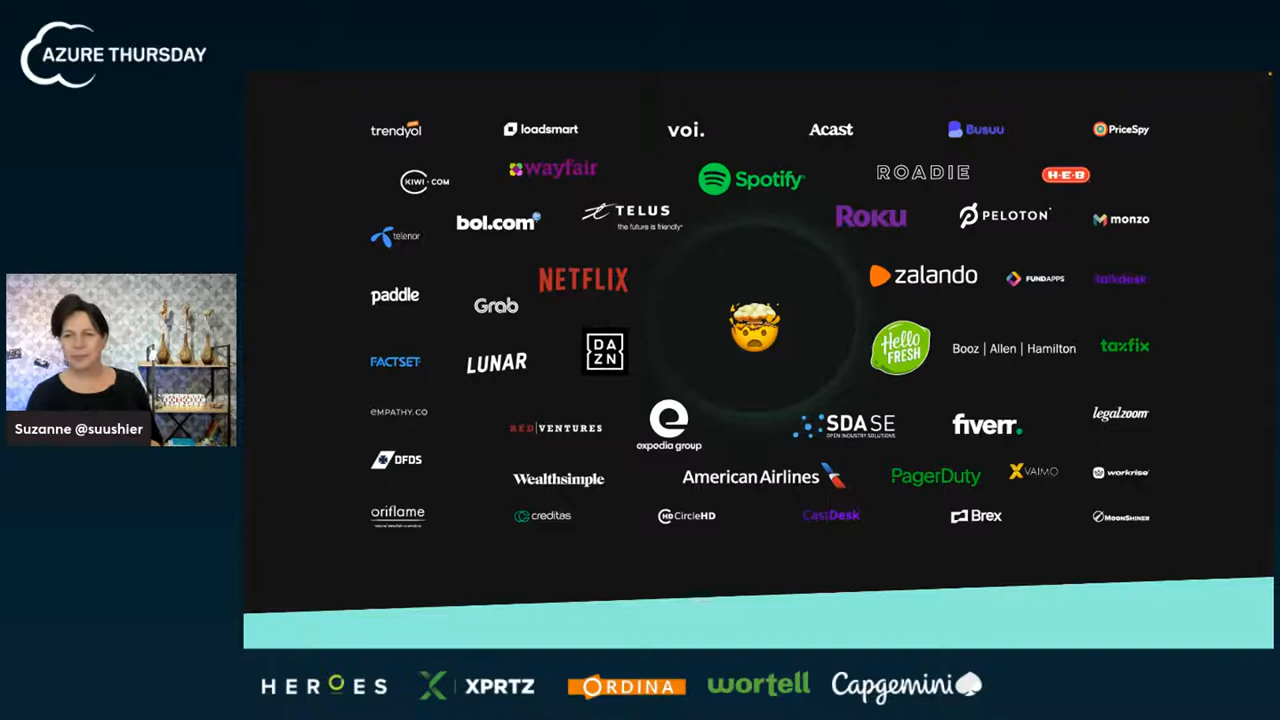 AZURE THURSDAY
trendyol
loadsmart
voi.
Acast
Busuu
PriceSpy
KIWI.COM
wayfair
Spotify
ROADIE
H-E-B
telenor
bol.com
TELUS
the future is friendly
ROKU
PELOTON
monzo
paddle
Grab
NETFLIX
zalando
FUNDAPPS
talkdesk
FACTSET
LUNAR
DA
ZN
Hello
FRESH
Booz | Allen | Hamilton
taxfix
EMPATHY.CO
RED|VENTURES
e
expedia group
SDA SE
OPEN INDUSTRY SOLUTIONS
fiverr.
legalzoom
DFDS
Wealthsimple
American Airlines
PagerDuty
VAIMO
workrise
oriflame
creditas
HD CircleHD
CastDesk
Brex
MOONSHINER
Suzanne @suushier
HEROES
XPRTZ
ORDINA
wortell
Capgemini